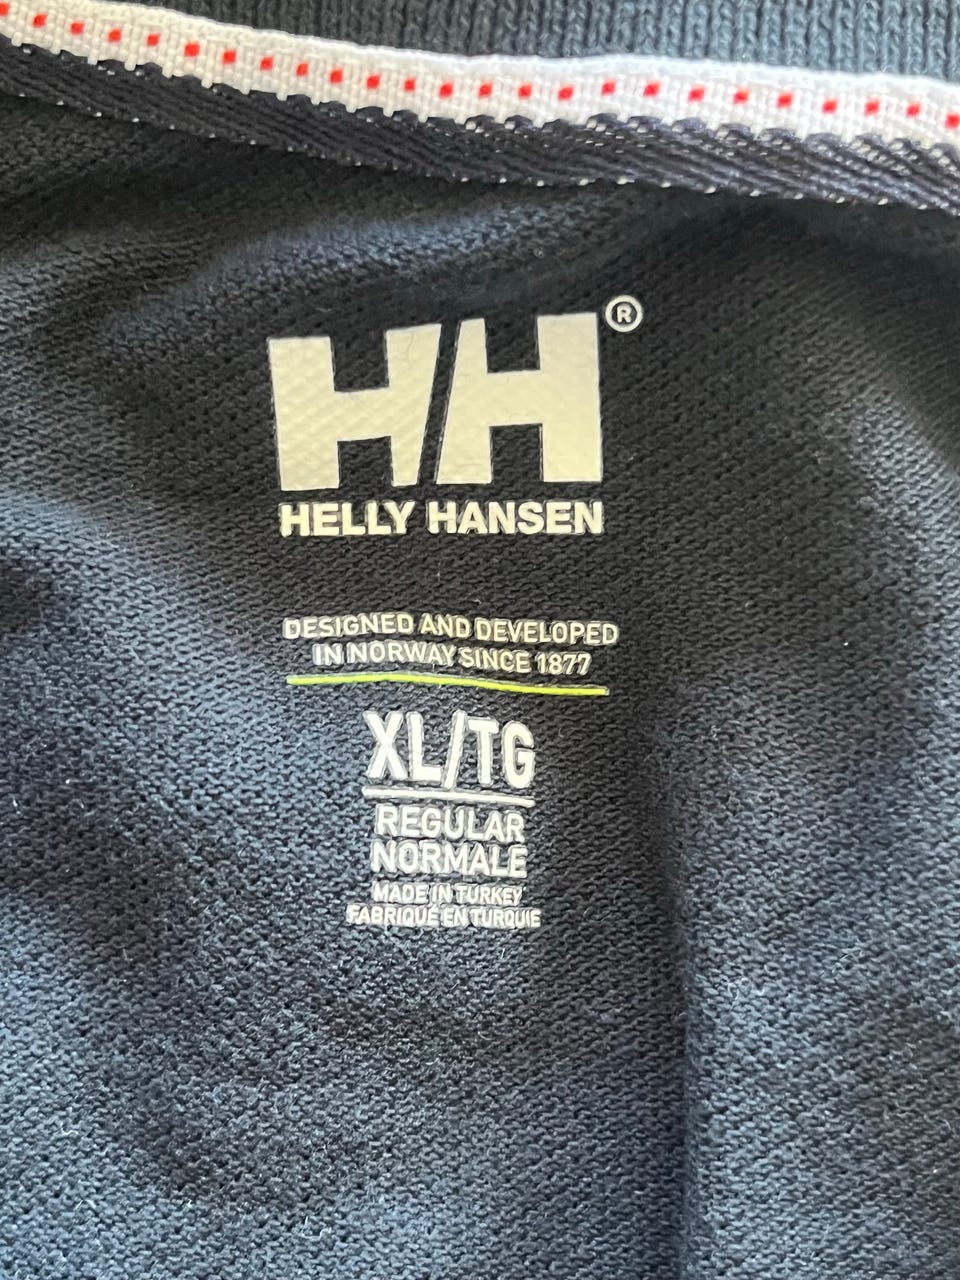 HH®
HELLY HANSEN
DESIGNED AND DEVELOPED
IN NORWAY SINCE 1877
XL/TG
REGULAR
NORMALE
MADE IN TURKEY
FABRIQUÉ EN TURQUIE